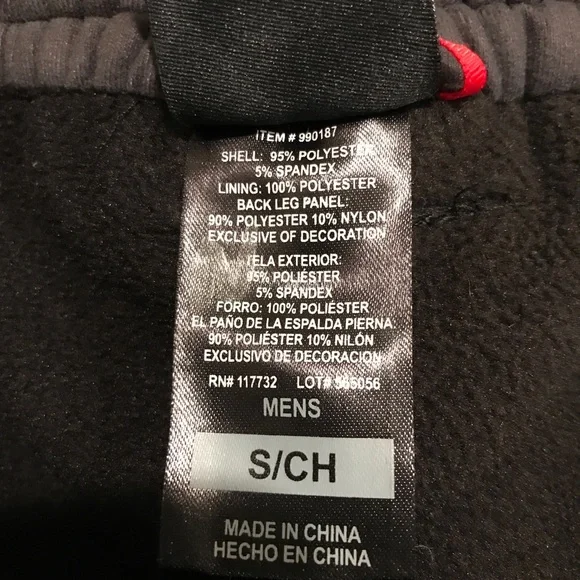 ITEM # 990187
SHELL: 95% POLYESTER
5% SPANDEX
LINING: 100% POLYESTER
BACK LEG PANEL:
90% POLYESTER 10% NYLON
EXCLUSIVE OF DECORATION
TELA EXTERIOR:
95% POLIÉSTER
5% SPANDEX
FORRO: 100% POLIÉSTER
EL PAÑO DE LA ESPALDA PIERNA:
90% POLIÉSTER 10% NILÓN
EXCLUSIVO DE DECORACION
RN# 117732 LOT# 565056
MENS
S/CH
MADE IN CHINA
HECHO EN CHINA